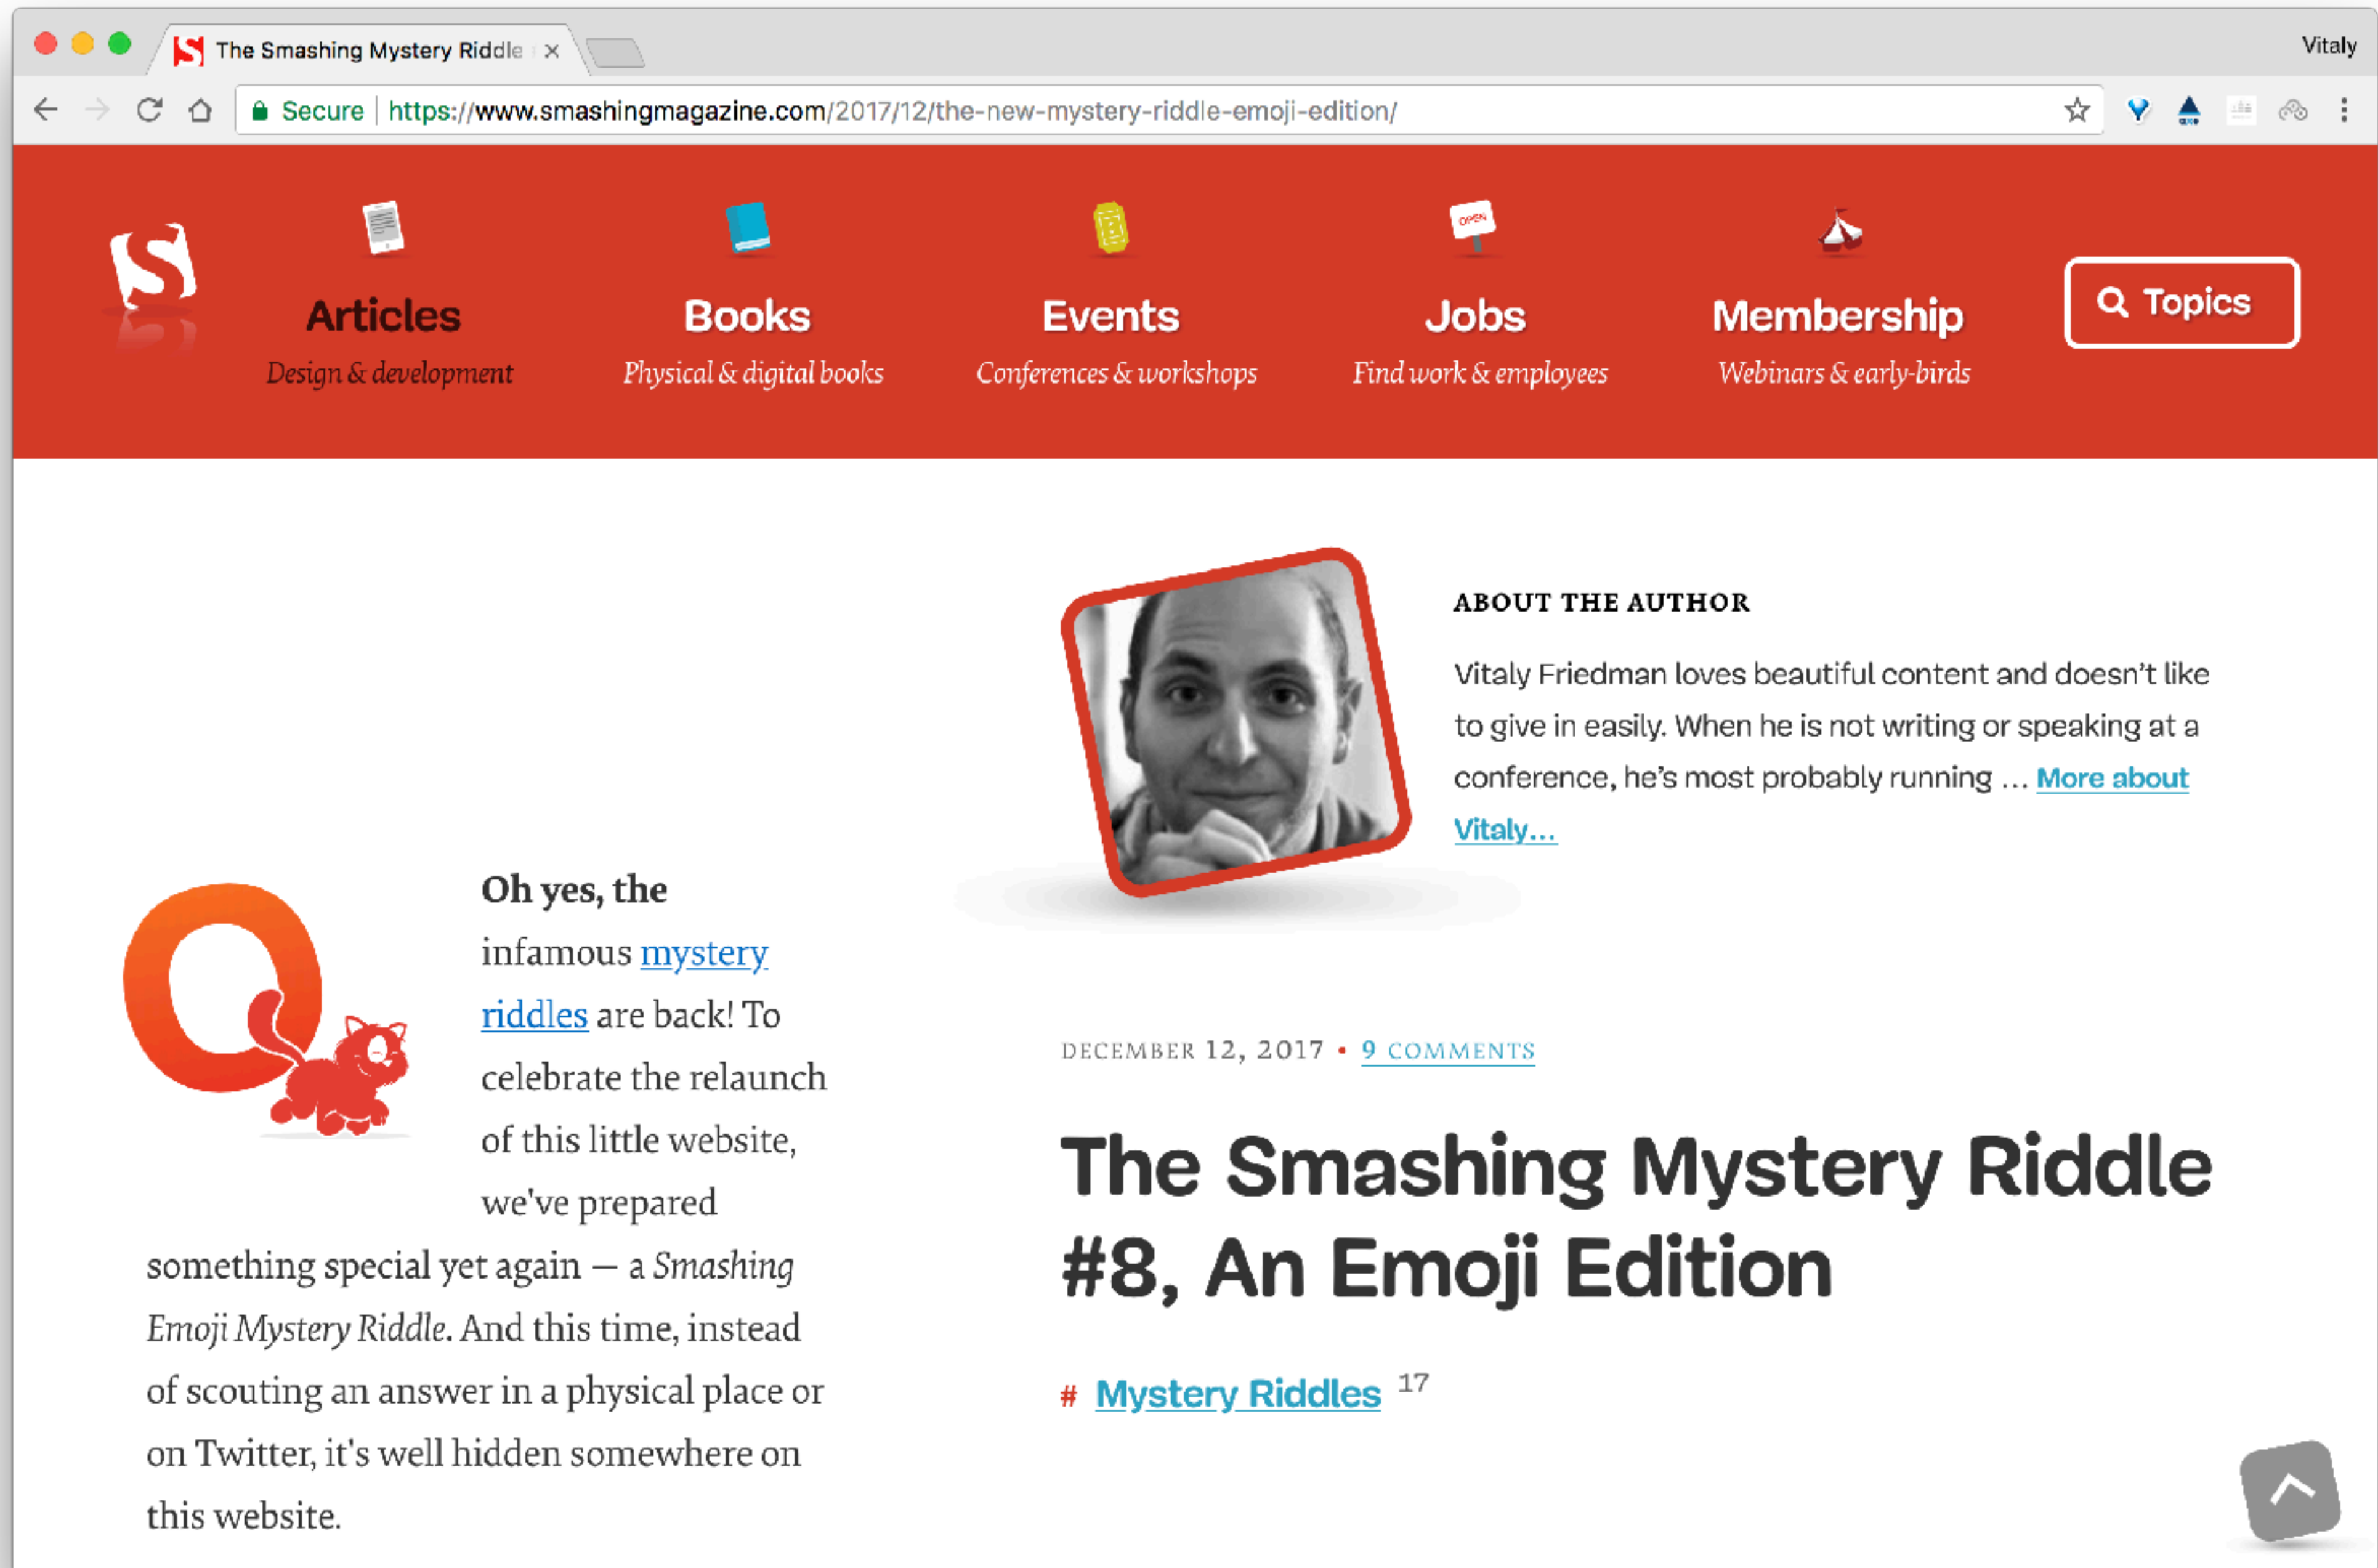 The Smashing Mystery Riddle
Vitaly
Secure
https://www.smashingmagazine.com/2017/12/the-new-mystery-riddle-emoji-edition/
OPEN
Articles
Books
Events
Jobs
Membership
Topics
Design & development
Physical & digital books
Conferences & workshops
Find work & employees
Webinars & early-birds
ABOUT THE AUTHOR
Vitaly Friedman loves beautiful content and doesn't like
to give in easily. When he is not writing or speaking at a
conference, he's most probably running … More about
Vitaly…
Oh yes, the
infamous mystery
riddles are back! To
celebrate the relaunch
of this little website,
we've prepared
something special yet again — a Smashing
Emoji Mystery Riddle. And this time, instead
of scouting an answer in a physical place or
on Twitter, it's well hidden somewhere on
this website.
DECEMBER 12, 2017 • 9 COMMENTS
The Smashing Mystery Riddle
#8, An Emoji Edition
# Mystery Riddles 17